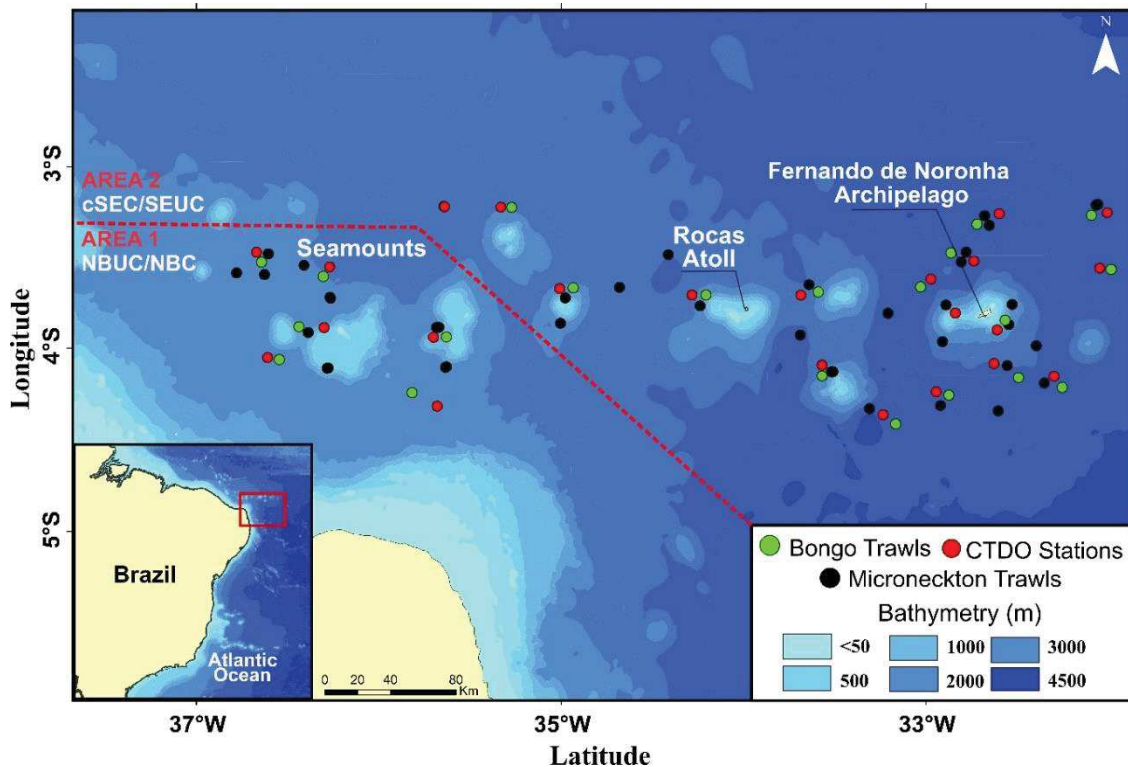 N
3°S
AREA 2
cSEC/SEUC
AREA 1
NBUC/NBC
Seamounts
Rocas
Atoll
Fernando de Noronha
Archipelago
4°S
5°S
Longitude
Brazil
Atlantic
Ocean
0 20 40 80
Km
Bongo Trawls CTDO Stations
Microneckton Trawls
Bathymetry (m)
<50 1000 3000
500 2000 4500
37°W 35°W 33°W
Latitude